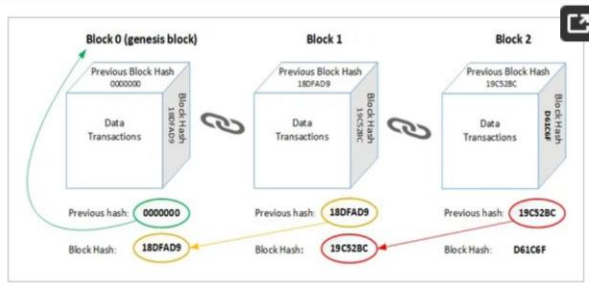 Block 0 (genesis block)
Previous Block Hash
0000000
Data
Transactions
Block Hash
18DFAD9
Previous hash: 0000000
Block Hash: 18DFAD9
Block 1
Previous Block Hash
18DFAD9
Data
Transactions
Block Hash
19C52BC
Previous hash: 18DFAD9
Block Hash: 19C52BC
Block 2
Previous Block Hash
19C52BC
Data
Transactions
Block Hash
D61C6F
Previous hash: 19C52BC
Block Hash: D61C6F